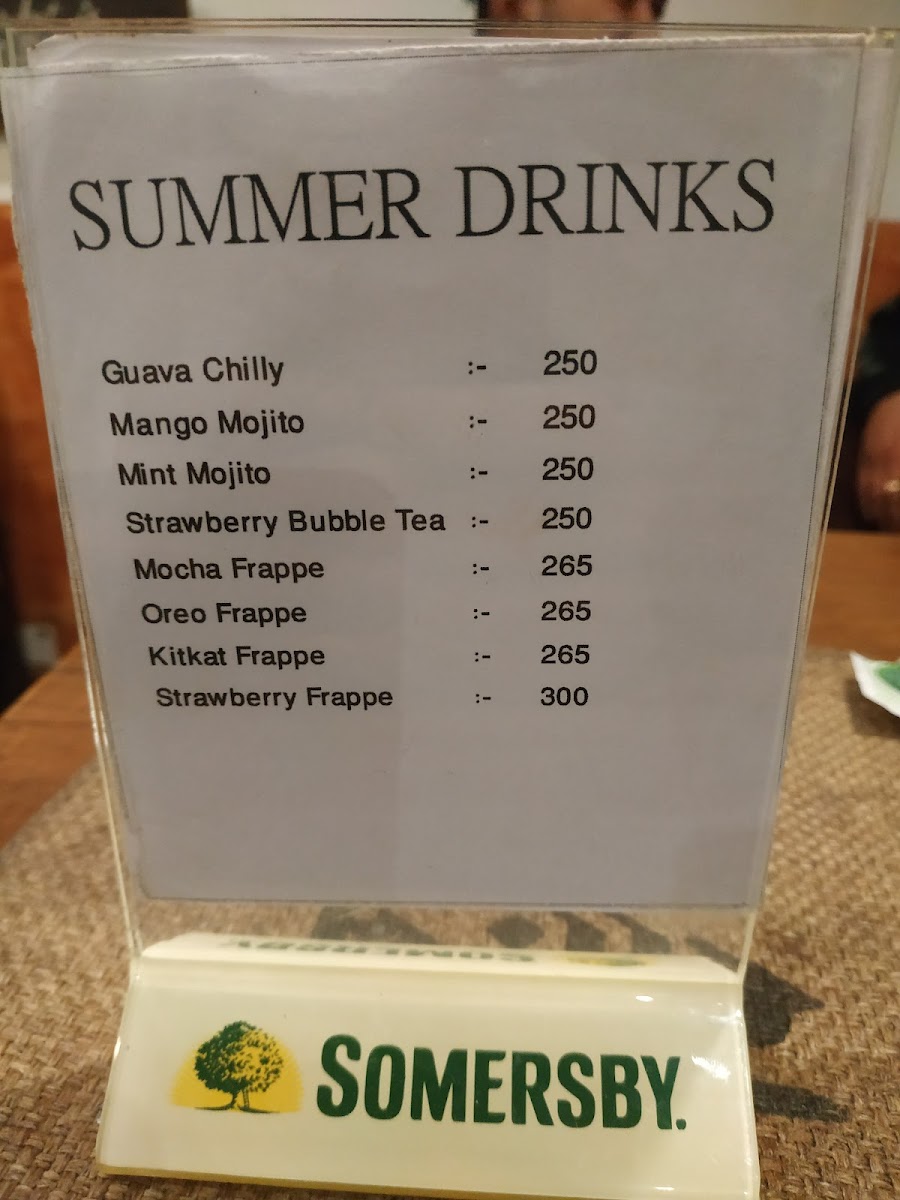 SUMMER DRINKS
Guava Chilly :- 250
Mango Mojito :- 250
Mint Mojito :- 250
Strawberry Bubble Tea :- 250
Mocha Frappe :- 265
Oreo Frappe :- 265
Kitkat Frappe :- 265
Strawberry Frappe :- 300
SOMERSBY.